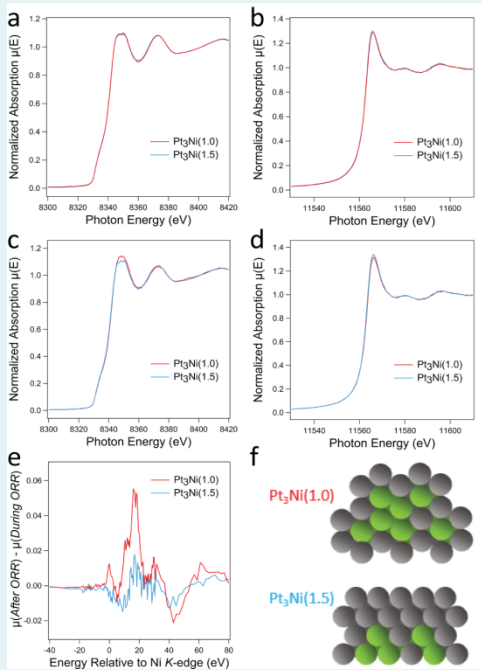 a
Normalized Absorption μ(E)
1.2
1.0
0.8
0.6
0.4
0.2
0.0
Pt₃Ni(1.0)
Pt₃Ni(1.5)
8300 8320 8340 8360 8380 8400 8420
Photon Energy (eV)
b
Normalized Absorption μ(E)
1.4
1.2
1.0
0.8
0.6
0.4
0.2
0.0
Pt₃Ni(1.0)
Pt₃Ni(1.5)
11540 11560 11580 11600
Photon Energy (eV)
c
Normalized Absorption μ(E)
1.2
1.0
0.8
0.6
0.4
0.2
0.0
Pt₃Ni(1.0)
Pt₃Ni(1.5)
8300 8320 8340 8360 8380 8400 8420
Photon Energy (eV)
d
Normalized Absorption μ(E)
1.4
1.2
1.0
0.8
0.6
0.4
0.2
0.0
Pt₃Ni(1.0)
Pt₃Ni(1.5)
11540 11560 11580 11600
Photon Energy (eV)
e
μ(After ORR) - μ(During ORR)
0.06
0.04
0.02
0.00
-0.02
Pt₃Ni(1.0)
Pt₃Ni(1.5)
-40 -20 0 20 40 60 80
Energy Relative to Ni K-edge (eV)
f
Pt₃Ni(1.0)
Pt₃Ni(1.5)